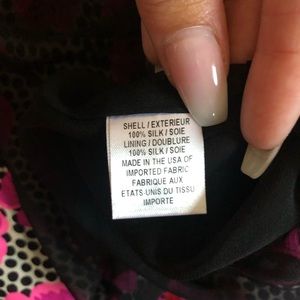 SHELL / EXTERIEUR
100% SILK / SOIE
LINING / DOUBLURE
100% SILK / SOIE
MADE IN THE USA OF
IMPORTED FABRIC
FABRIQUE AUX
ETATS-UNIS DU TISSU
IMPORTE